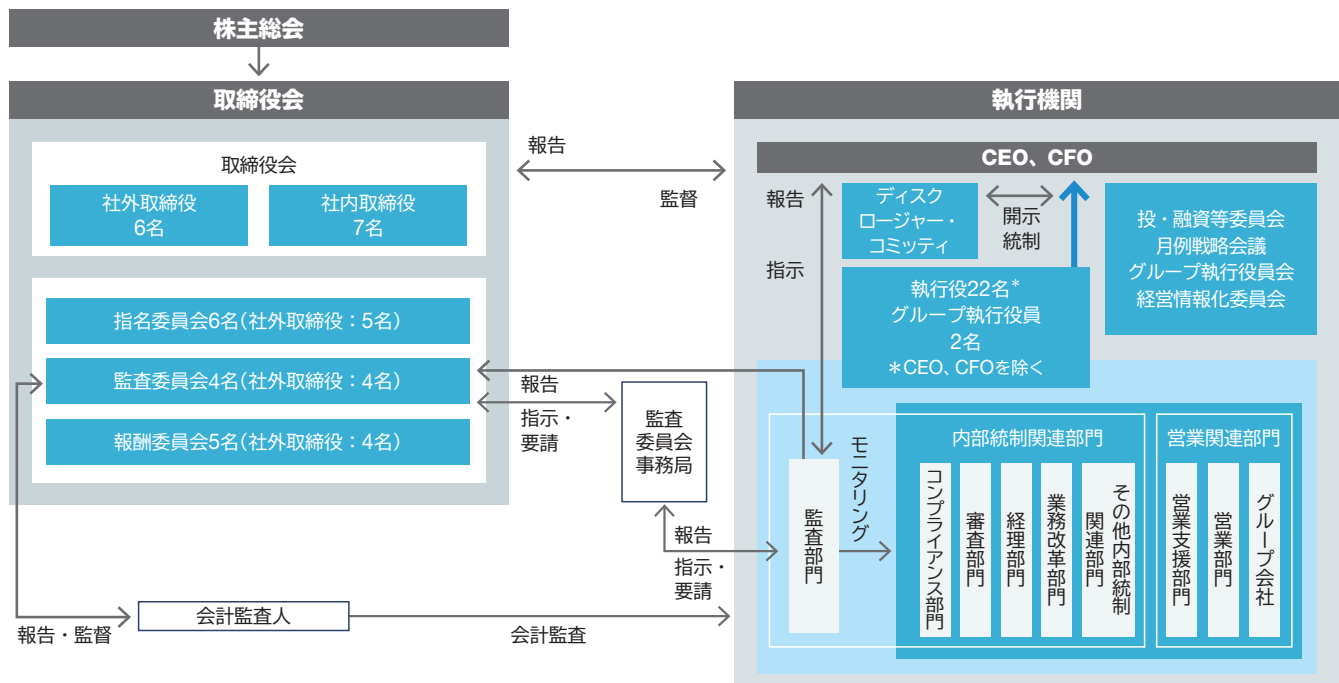 株主総会
取締役会
取締役会
社外取締役
6名
社内取締役
7名
指名委員会6名(社外取締役：5名)
監査委員会4名(社外取締役：4名)
報酬委員会5名(社外取締役：4名)
報告
監督
報告
指示・
要請
監査
委員会
事務局
報告
指示・
要請
報告・監督
会計監査人
会計監査
執行機関
CEO、CFO
報告
指示
ディスク
ロージャー・
コミッティ
開示
統制
執行役22名*
グループ執行役員
2名
＊CEO、CFOを除く
投・融資等委員会
月例戦略会議
グループ執行役員会
経営情報化委員会
監査部門
モニタリング
内部統制関連部門
コンプライアンス部門
審査部門
経理部門
業務改革部門
その他内部統制
関連部門
営業関連部門
営業支援部門
営業部門
グループ会社